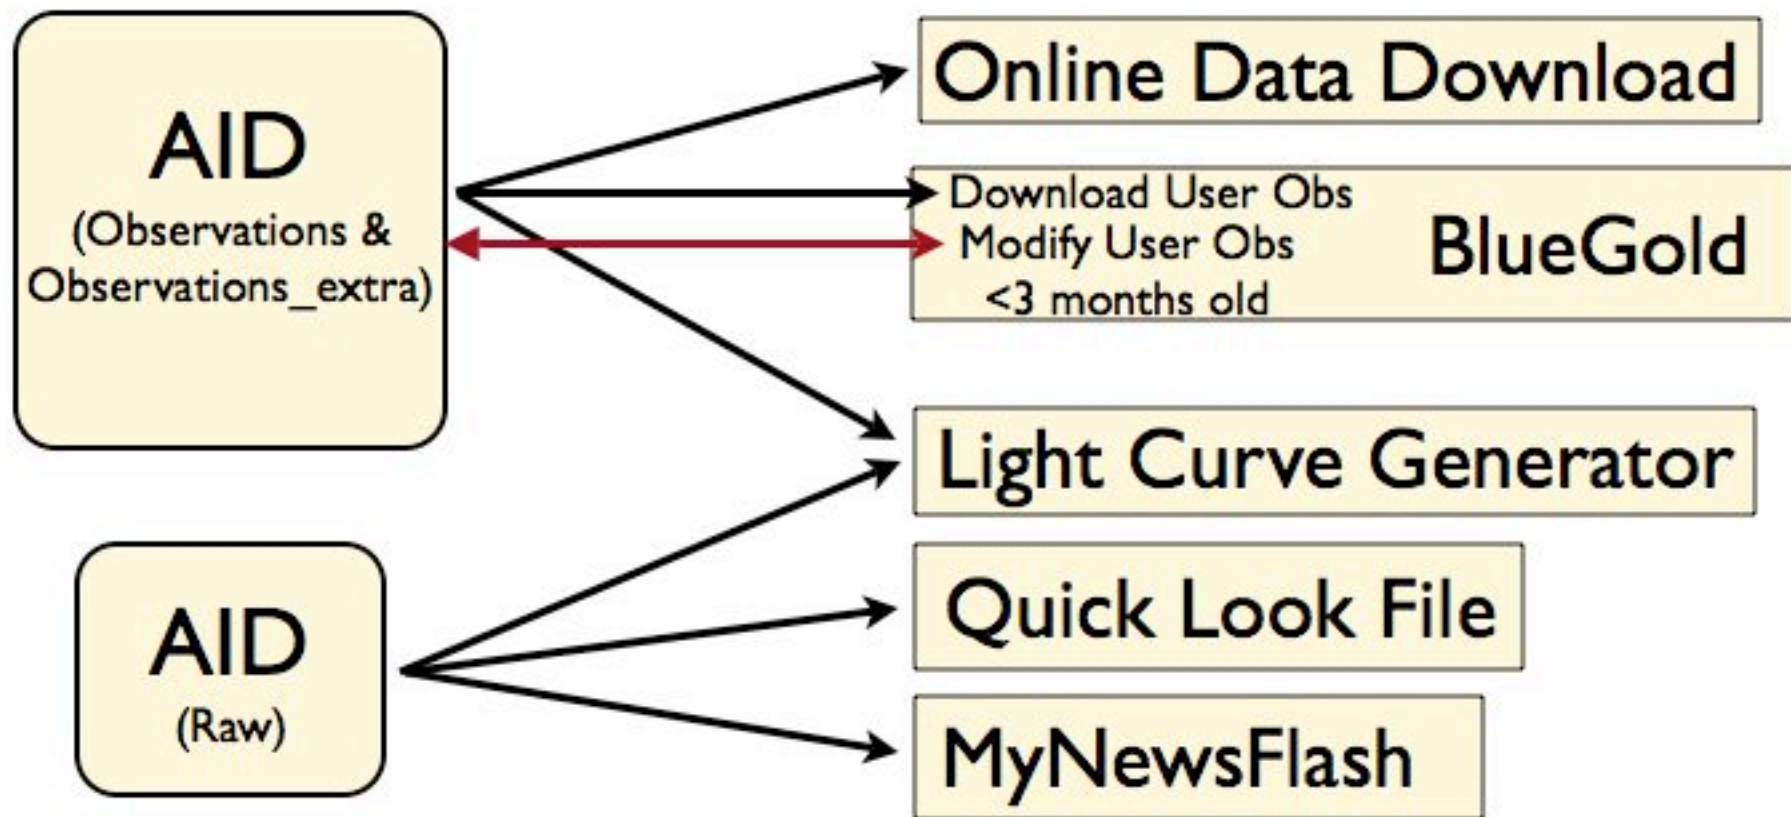 AID
(Observations &
Observations_extra)
AID
(Raw)
Online Data Download
Download User Obs
Modify User Obs
<3 months old
BlueGold
Light Curve Generator
Quick Look File
MyNewsFlash